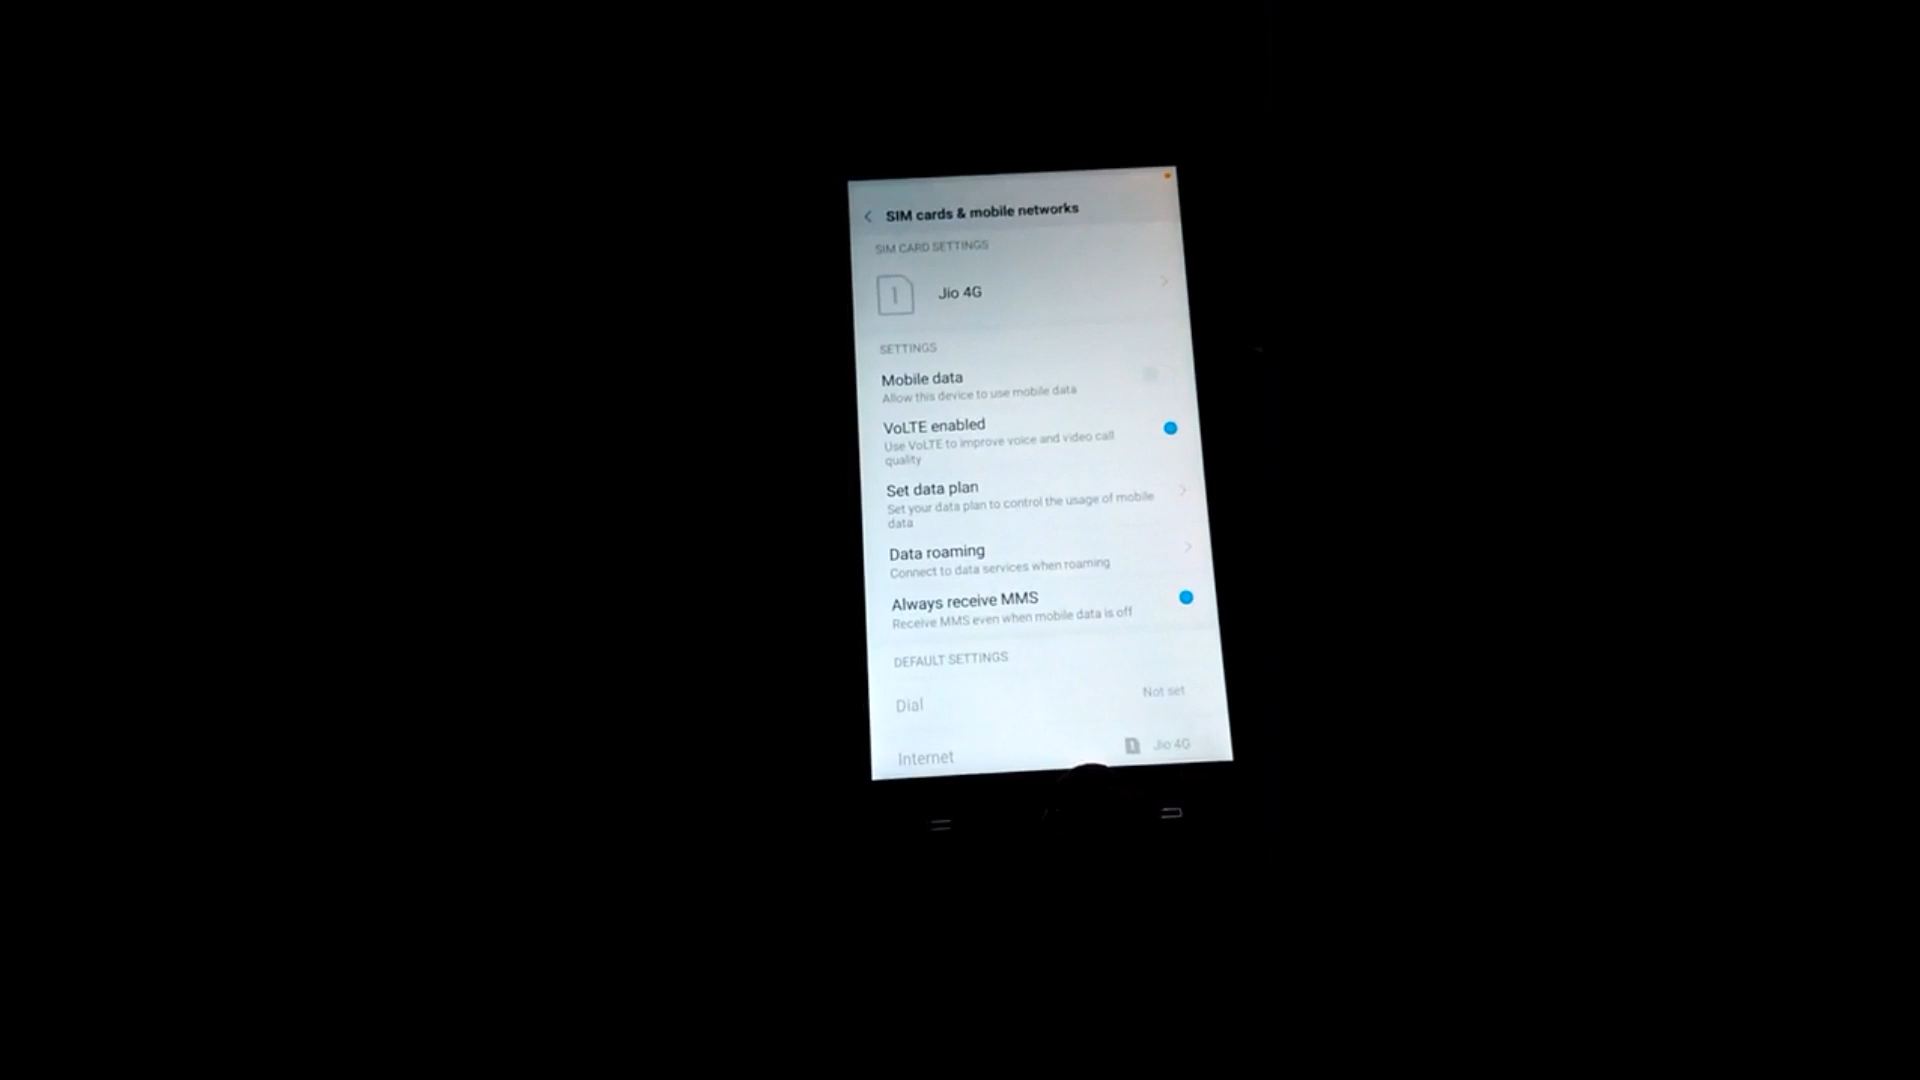 SIM cards & mobile networks
SIM CARD SETTINGS
1
Jio 4G
SETTINGS
Mobile data
Allow this device to use mobile data
VoLTE enabled
Use VoLTE to improve voice and video call
quality
Set data plan
Set your data plan to control the usage of mobile
data
Data roaming
Connect to data services when roaming
Always receive MMS
Receive MMS even when mobile data is off
DEFAULT SETTINGS
Dial
Not set
Internet
1 Jio 4G